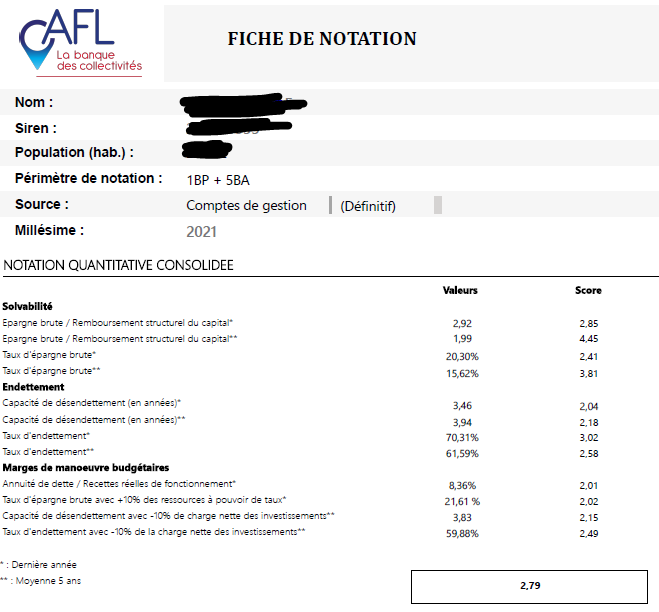 CAFL
La banque
des collectivités
FICHE DE NOTATION
Nom :
Siren :
Population (hab.) :
Périmètre de notation : 1BP + 5BA
Source : Comptes de gestion (Définitif)
Millésime : 2021
NOTATION QUANTITATIVE CONSOLIDEE
Valeurs Score
Solvabilité
Epargne brute / Remboursement structurel du capital* 2,92 2,85
Epargne brute / Remboursement structurel du capital** 1,99 4,45
Taux d'épargne brute* 20,30% 2,41
Taux d'épargne brute** 15,62% 3,81
Endettement
Capacité de désendettement (en années)* 3,46 2,04
Capacité de désendettement (en années)** 3,94 2,18
Taux d'endettement* 70,31% 3,02
Taux d'endettement** 61,59% 2,58
Marges de manoeuvre budgétaires
Annuité de dette / Recettes réelles de fonctionnement* 8,36% 2,01
Taux d'épargne brute avec +10% des ressources à pouvoir de taux* 21,61 % 2,02
Capacité de désendettement avec -10% de charge nette des investissements** 3,83 2,15
Taux d'endettement avec -10% de la charge nette des investissements** 59,88% 2,49
* : Dernière année
** : Moyenne 5 ans
2,79